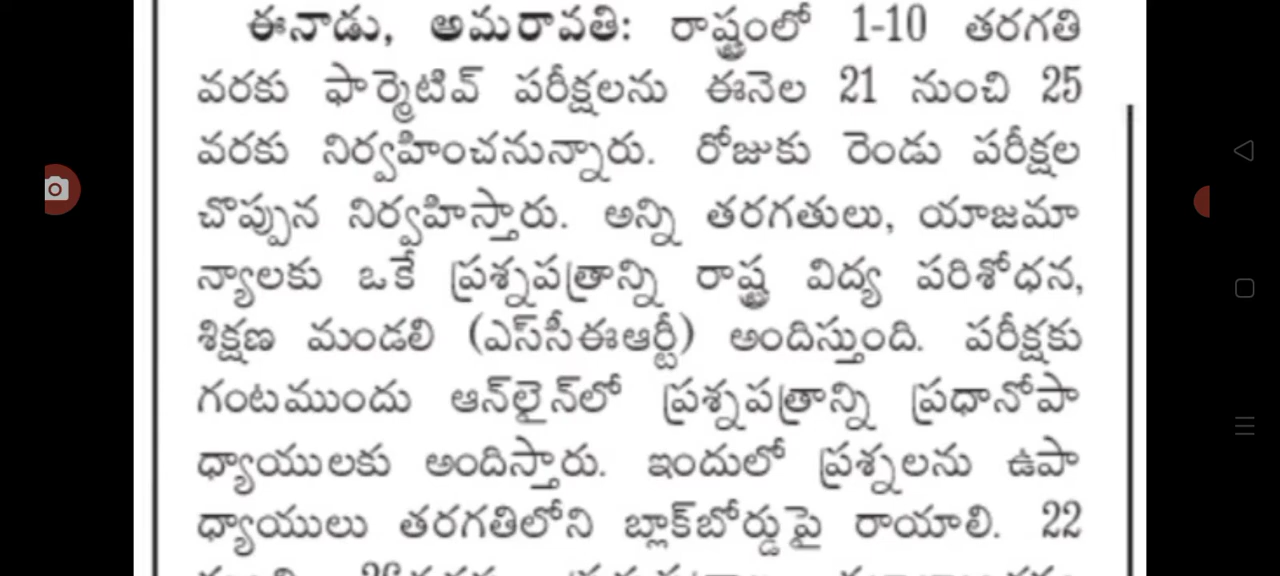 ఈనాడు, అమరావతి: రాష్ట్రంలో 1-10 తరగతి
వరకు ఫార్మెటివ్ పరీక్షలను ఈనెల 21 నుంచి 25
వరకు నిర్వహించనున్నారు. రోజుకు రెండు పరీక్షల
చొప్పున నిర్వహిస్తారు. అన్ని తరగతులు, యాజమా
న్యాలకు ఒకే ప్రశ్నపత్రాన్ని రాష్ట్ర విద్య పరిశోధన,
శిక్షణ మండలి (ఎస్‌సీఈఆర్టీ) అందిస్తుంది. పరీక్షకు
గంటముందు ఆన్‌లైన్‌లో ప్రశ్నపత్రాన్ని ప్రధానోపా
ధ్యాయులకు అందిస్తారు. ఇందులో ప్రశ్నలను ఉపా
ధ్యాయులు తరగతిలోని బ్లాక్‌బోర్డుపై రాయాలి. 22